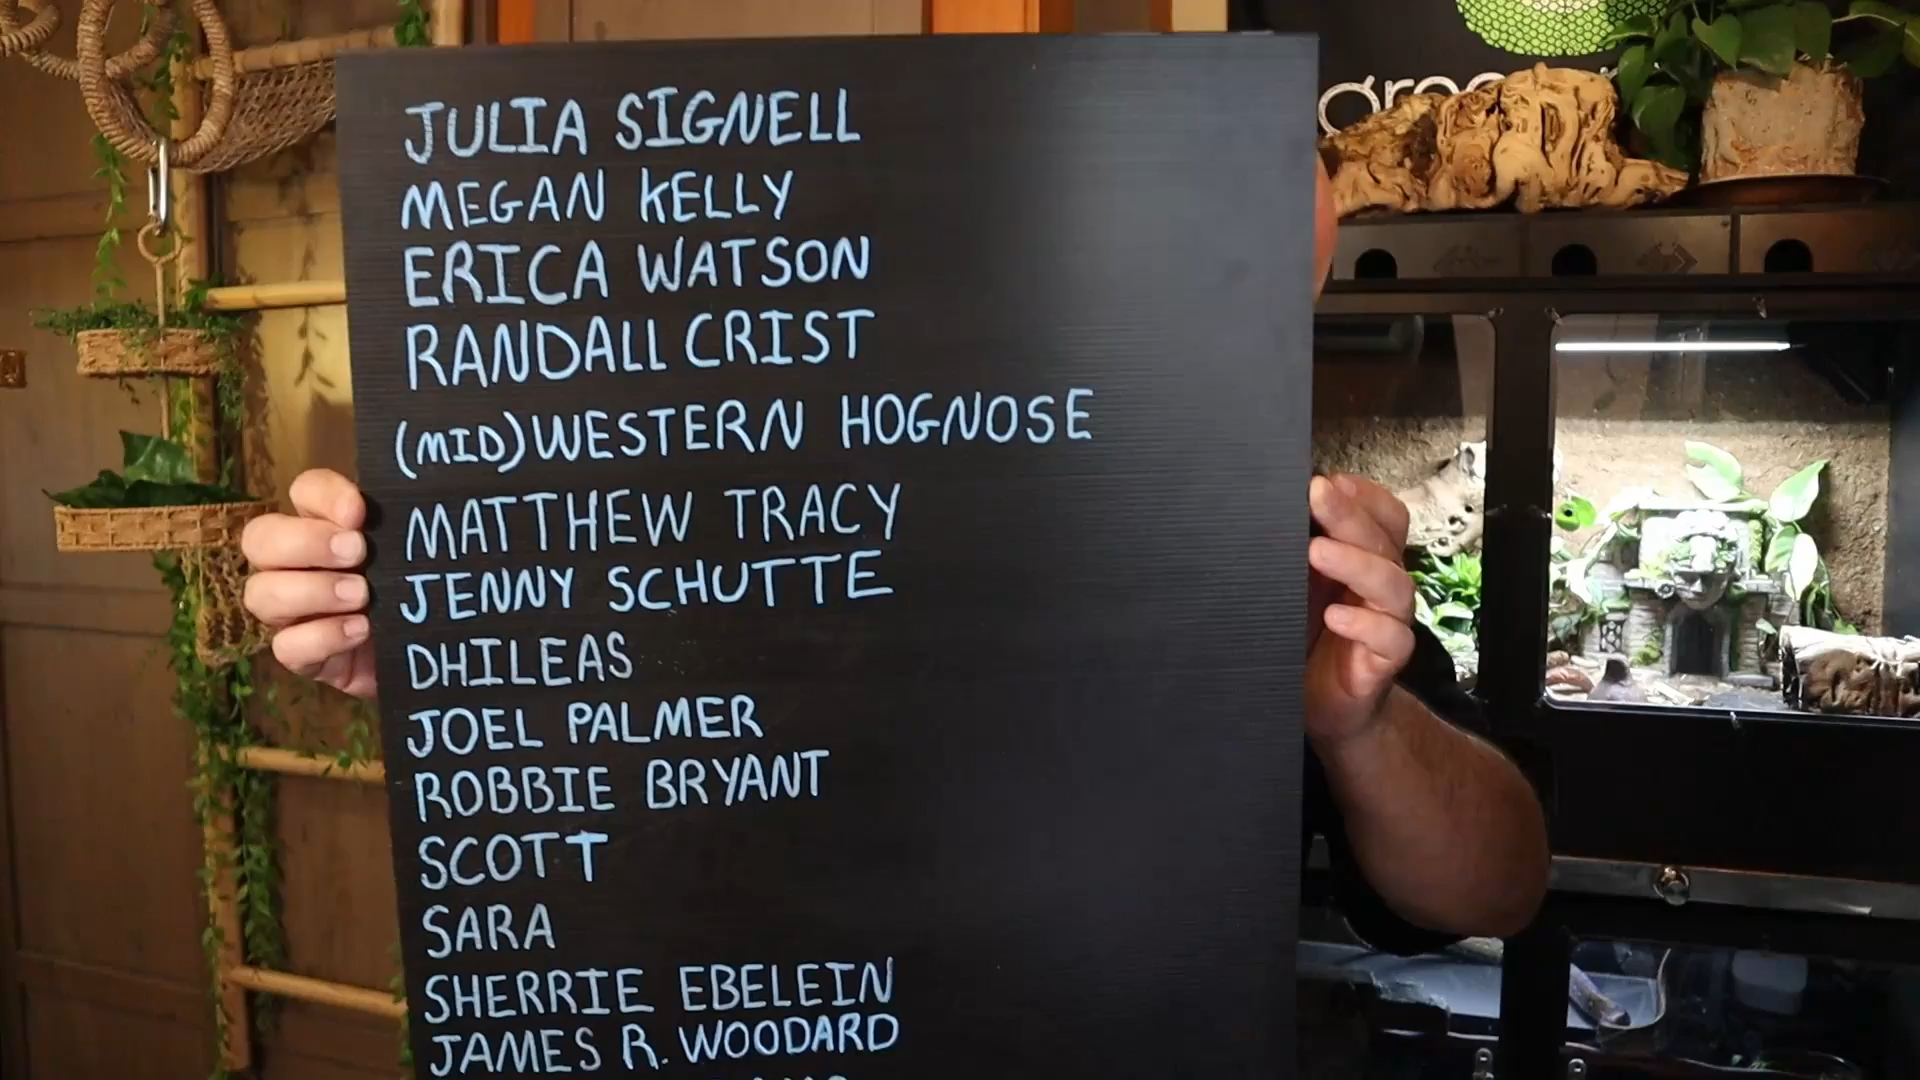 JULIA SIGNELL
MEGAN KELLY
ERICA WATSON
RANDALL CRIST
(MID)WESTERN HOGNOSE
MATTHEW TRACY
JENNY SCHUTTE
DHILEAS
JOEL PALMER
ROBBIE BRYANT
SCOTT
SARA
SHERRIE EBELEIN
JAMES R. WOODARD